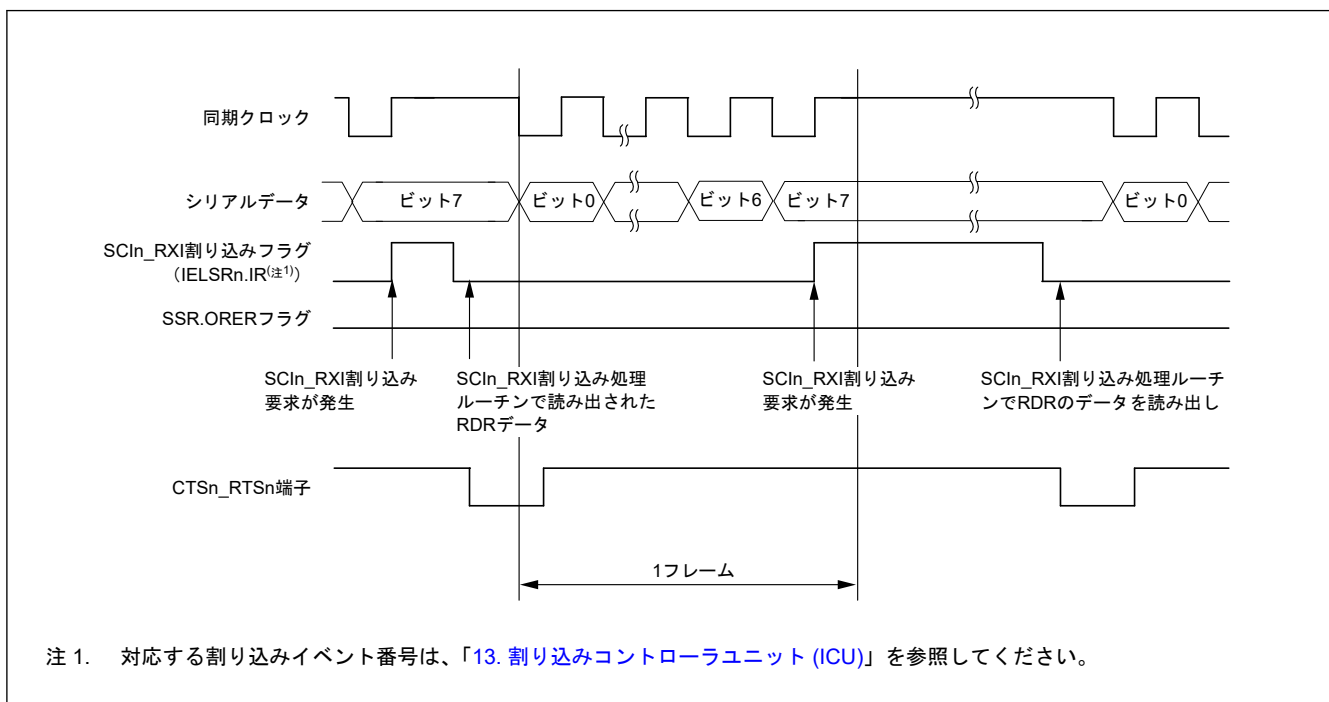 同期クロック
シリアルデータ
ビット7
ビット0
ビット6
ビット7
ビット0
SCIn_RXI割り込みフラグ
(IELSRn.IR(注1))
SSR.ORERフラグ
SCIn_RXI割り込み
要求が発生
SCIn_RXI割り込み処理
ルーチンで読み出された
RDRデータ
SCIn_RXI割り込み
要求が発生
SCIn_RXI割り込み処理ルーチ
ンでRDRのデータを読み出し
CTSn_RTSn端子
1フレーム
注 1. 対応する割り込みイベント番号は、「13. 割り込みコントローラユニット (ICU)」を参照してください。